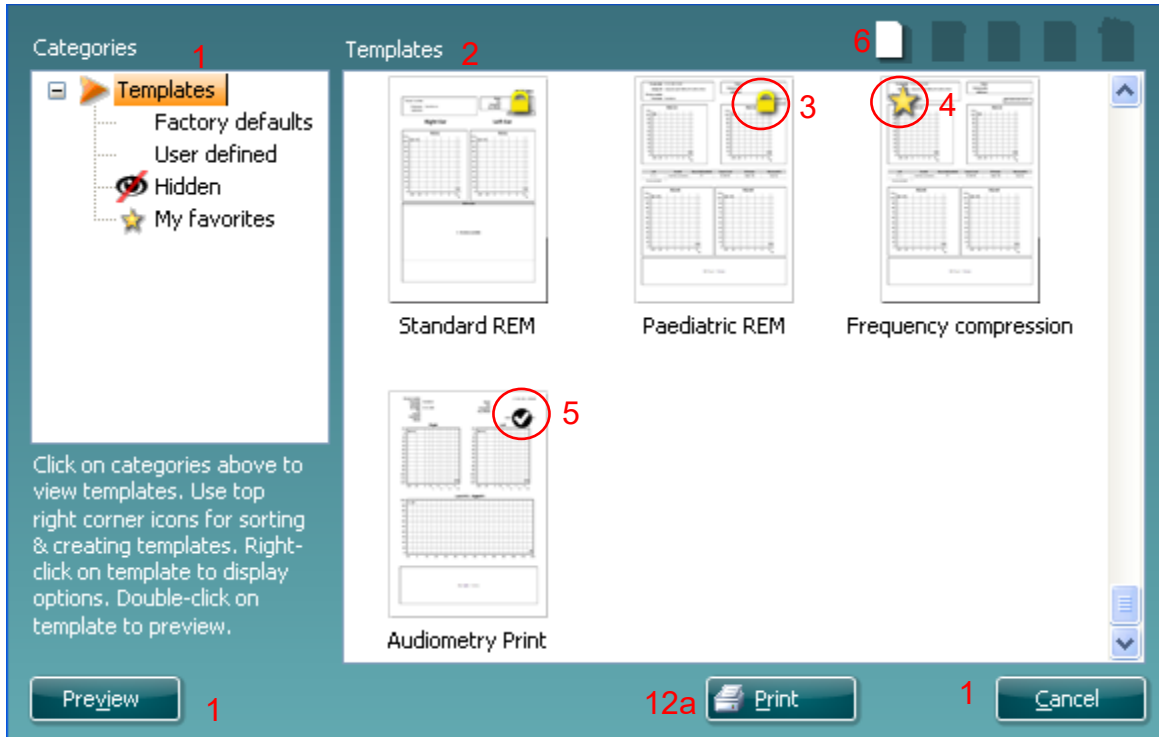 Categories
1
Templates
2
6
Templates
Factory defaults
User defined
Hidden
My favorites
3
4
Standard REM
Paediatric REM
Frequency compression
5
Audiometry Print
Click on categories above to
view templates. Use top
right corner icons for sorting
& creating templates. Right-
click on template to display
options. Double-click on
template to preview.
Preview
1
12a
Print
1
Cancel